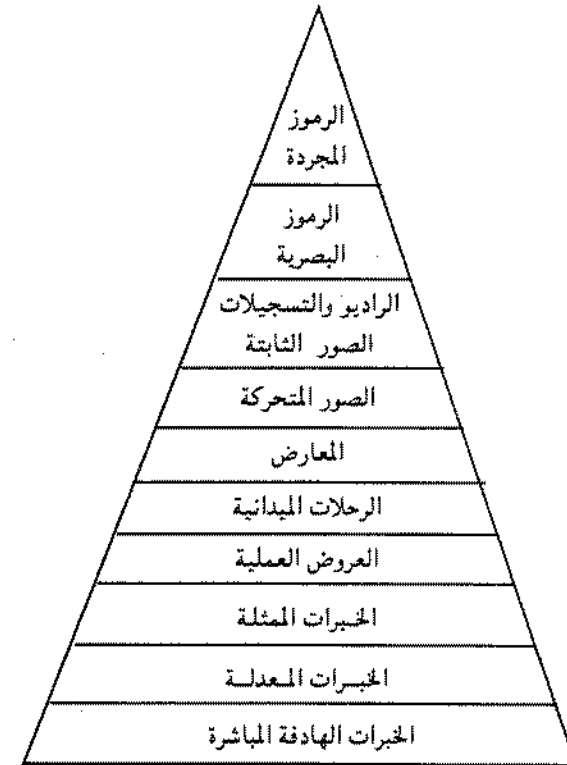 الرموز
المجردة
الرموز
البصرية
الراديو والتسجيلات
الصور الثابتة
الصور المتحركة
المعارض
الرحلات الميدانية
العروض العملية
الخبرات الممثلة
الخبرات المعدلة
الخبرات الهادفة المباشرة